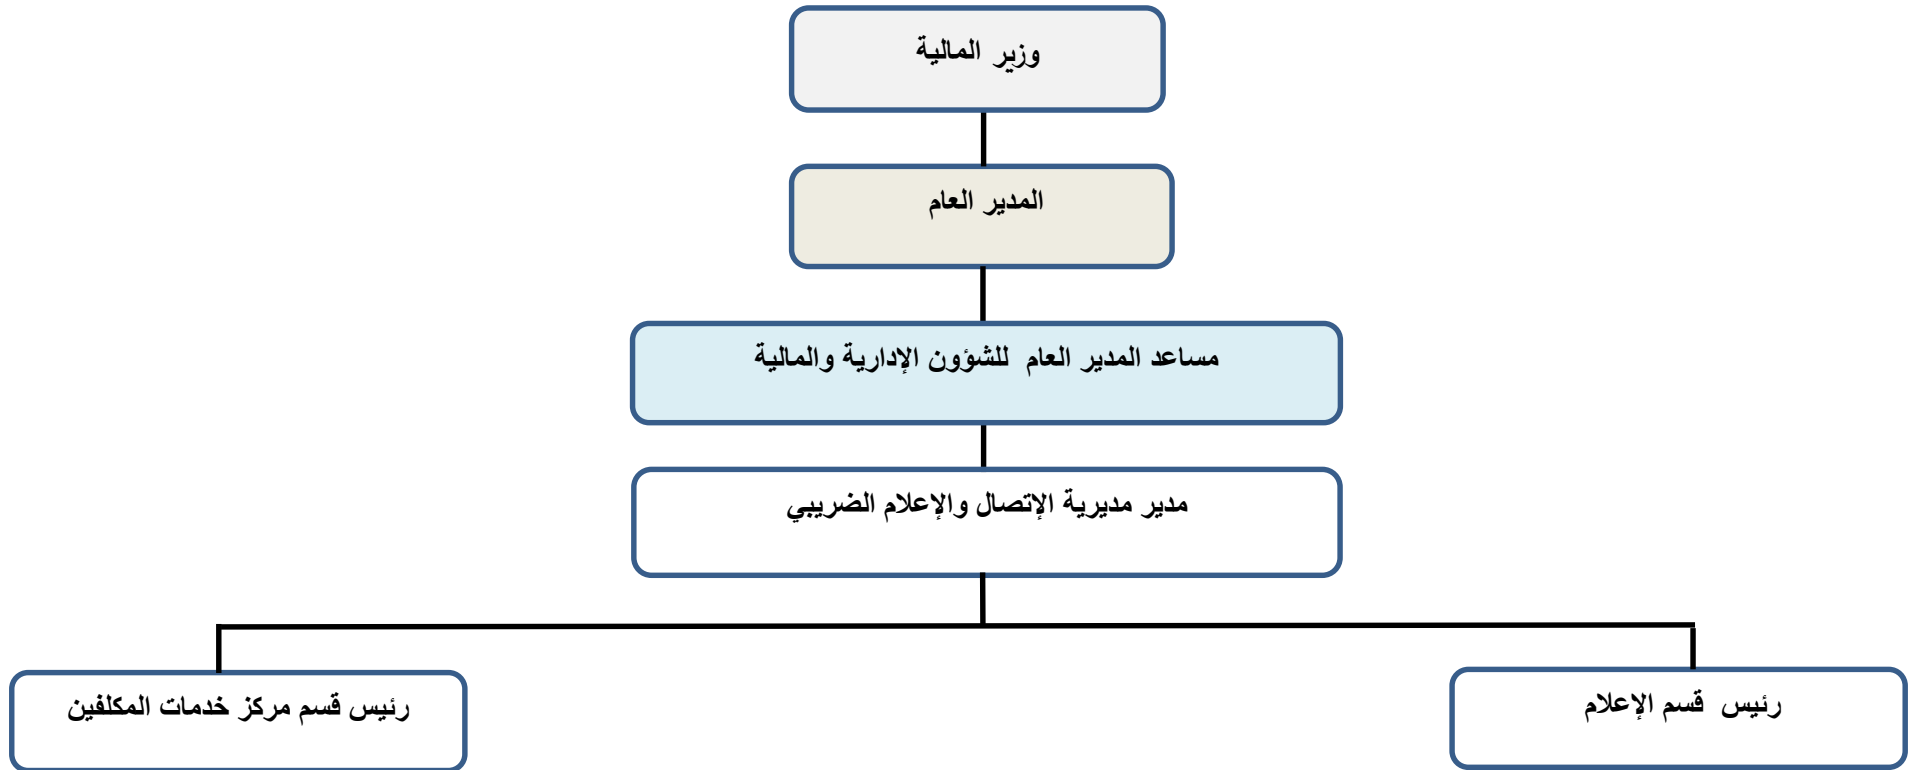 وزير المالية
المدير العام
مساعد المدير العام للشؤون الإدارية والمالية
مدير مديرية الإتصال والإعلام الضريبي
رئيس قسم الإعلام
رئيس قسم مركز خدمات المكلفين